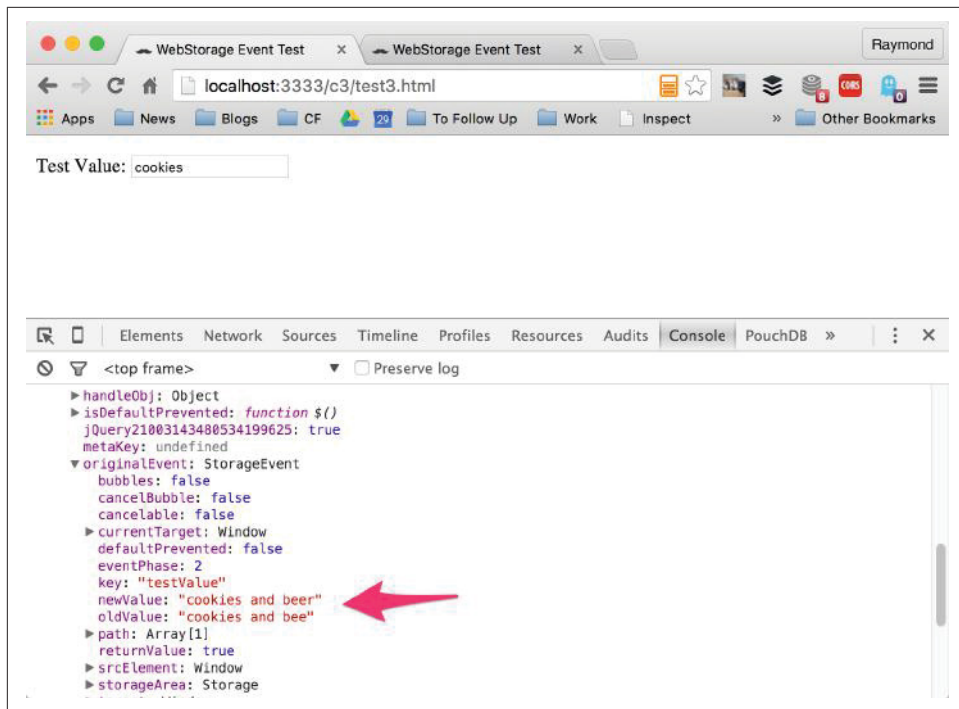 WebStorage Event Test × WebStorage Event Test × Raymond
localhost:3333/c3/test3.html 8 CORS 0
Apps News Blogs CF 29 To Follow Up Work Inspect » Other Bookmarks
Test Value: cookies
Elements Network Sources Timeline Profiles Resources Audits Console PouchDB » ×
<top frame> ▼ Preserve log
▶ handleObj: Object
▶ isDefaultPrevented: function $()
jQuery21003143480534199625: true
metaKey: undefined
▼ originalEvent: StorageEvent
bubbles: false
cancelBubble: false
cancelable: false
▶ currentTarget: Window
defaultPrevented: false
eventPhase: 2
key: "testValue"
newValue: "cookies and beer"
oldValue: "cookies and bee"
▶ path: Array[1]
returnValue: true
▶ srcElement: Window
▶ storageArea: Storage